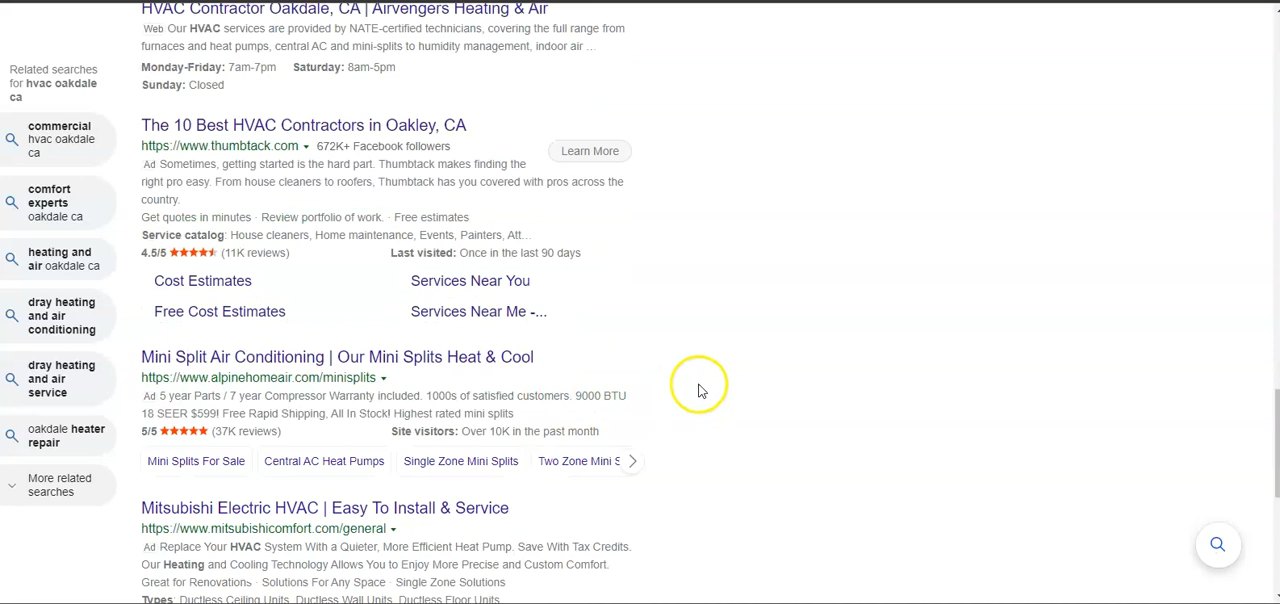 HVAC Contractor Oakdale, CA | Airvengers Heating & Air
Web Our HVAC services are provided by NATE-certified technicians, covering the full range from
furnaces and heat pumps, central AC and mini-splits to humidity management, indoor air ...
Monday-Friday: 7am-7pm Saturday: 8am-5pm
Sunday: Closed
Related searches
for hvac oakdale
ca
commercial
hvac oakdale
ca
comfort
experts
oakdale ca
heating and
air oakdale ca
dray heating
and air
conditioning
dray heating
and air
service
oakdale heater
repair
More related
searches
The 10 Best HVAC Contractors in Oakley, CA
https://www.thumbtack.com 672K+ Facebook followers
Learn More
Ad Sometimes, getting started is the hard part. Thumbtack makes finding the
right pro easy. From house cleaners to roofers, Thumbtack has you covered with pros across the
country.
Get quotes in minutes · Review portfolio of work. · Free estimates
Service catalog: House cleaners, Home maintenance, Events, Painters, Att...
4.5/5 (11K reviews) Last visited: Once in the last 90 days
Cost Estimates Services Near You
Free Cost Estimates Services Near Me -...
Mini Split Air Conditioning | Our Mini Splits Heat & Cool
https://www.alpinehomeair.com/minisplits
Ad 5 year Parts / 7 year Compressor Warranty included. 1000s of satisfied customers. 9000 BTU
18 SEER $599! Free Rapid Shipping. All In Stock! Highest rated mini splits
5/5 (37K reviews) Site visitors: Over 10K in the past month
Mini Splits For Sale Central AC Heat Pumps Single Zone Mini Splits Two Zone Mini S
Mitsubishi Electric HVAC | Easy To Install & Service
https://www.mitsubishicomfort.com/general
Ad Replace Your HVAC System With a Quieter, More Efficient Heat Pump. Save With Tax Credits.
Our Heating and Cooling Technology Allows You to Enjoy More Precise and Custom Comfort.
Great for Renovations · Solutions For Any Space · Single Zone Solutions
Types: Ductless Ceiling Units, Ductless Wall Units, Ductless Floor Units